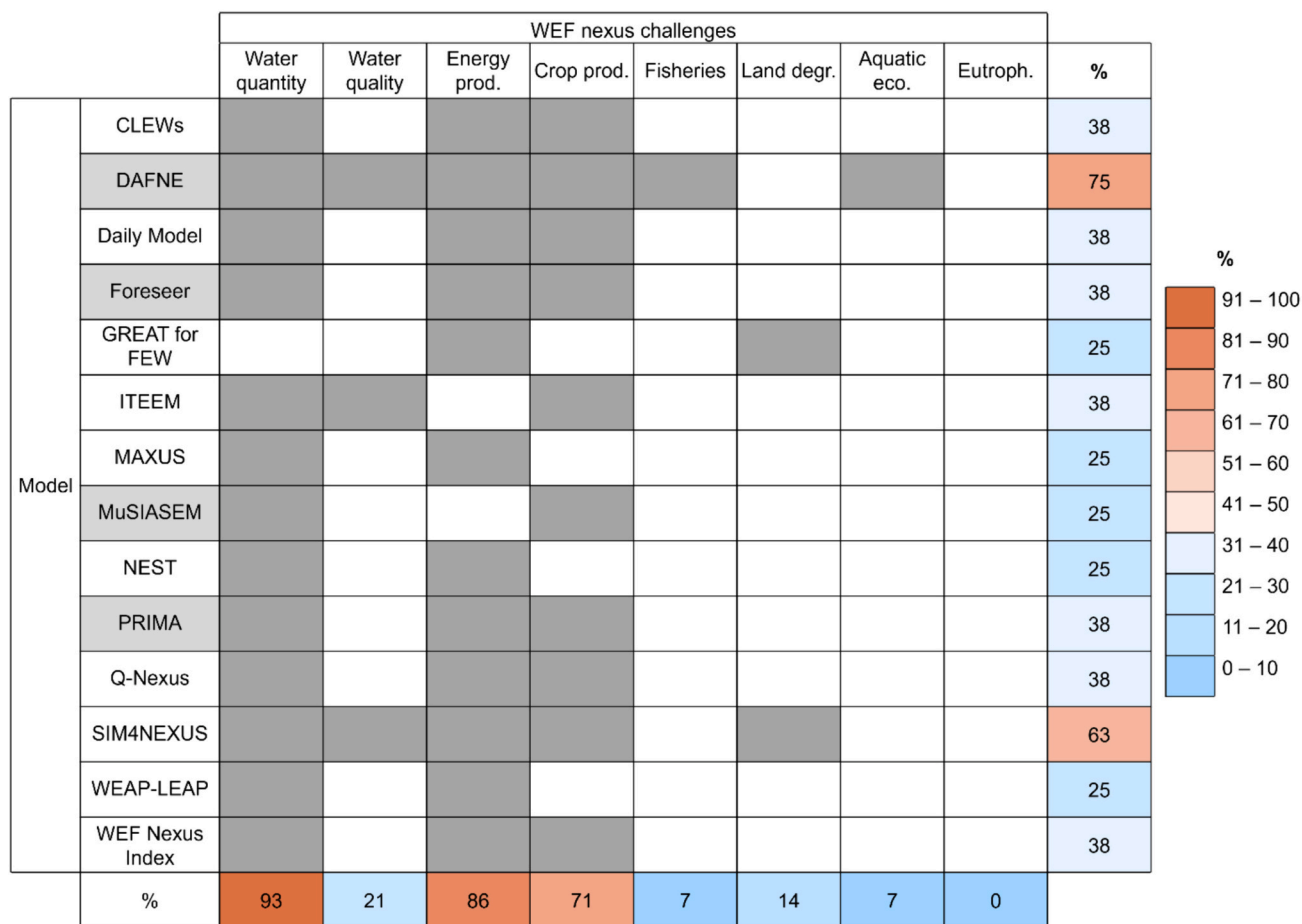 WEF nexus challenges
Water quantity Water quality Energy prod. Crop prod. Fisheries Land degr. Aquatic eco. Eutroph. %
Model
CLEWs 38
DAFNE 75
Daily Model 38
Foreseer 38
GREAT for FEW 25
ITEEM 38
MAXUS 25
MuSIASEM 25
NEST 25
PRIMA 38
Q-Nexus 38
SIM4NEXUS 63
WEAP-LEAP 25
WEF Nexus Index 38
% 93 21 86 71 7 14 7 0
%
91 – 100
81 – 90
71 – 80
61 – 70
51 – 60
41 – 50
31 – 40
21 – 30
11 – 20
0 – 10